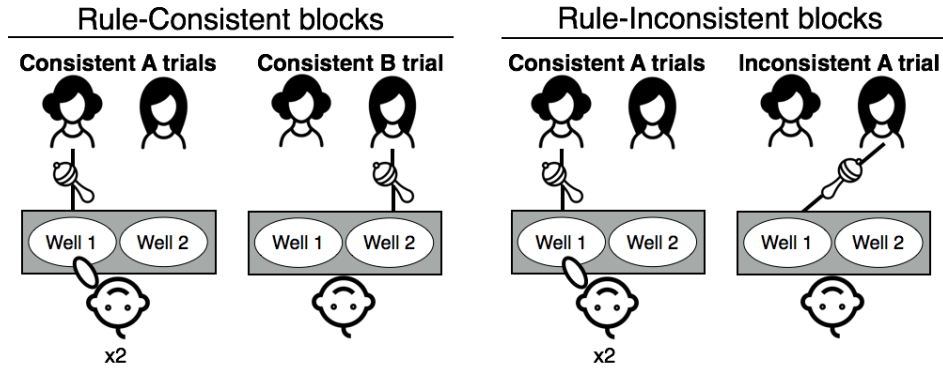 Rule-Consistent blocks
Rule-Inconsistent blocks
Consistent A trials
Consistent B trial
Consistent A trials
Inconsistent A trial
Well 1
Well 2
Well 1
Well 2
Well 1
Well 2
Well 1
Well 2
x2
x2